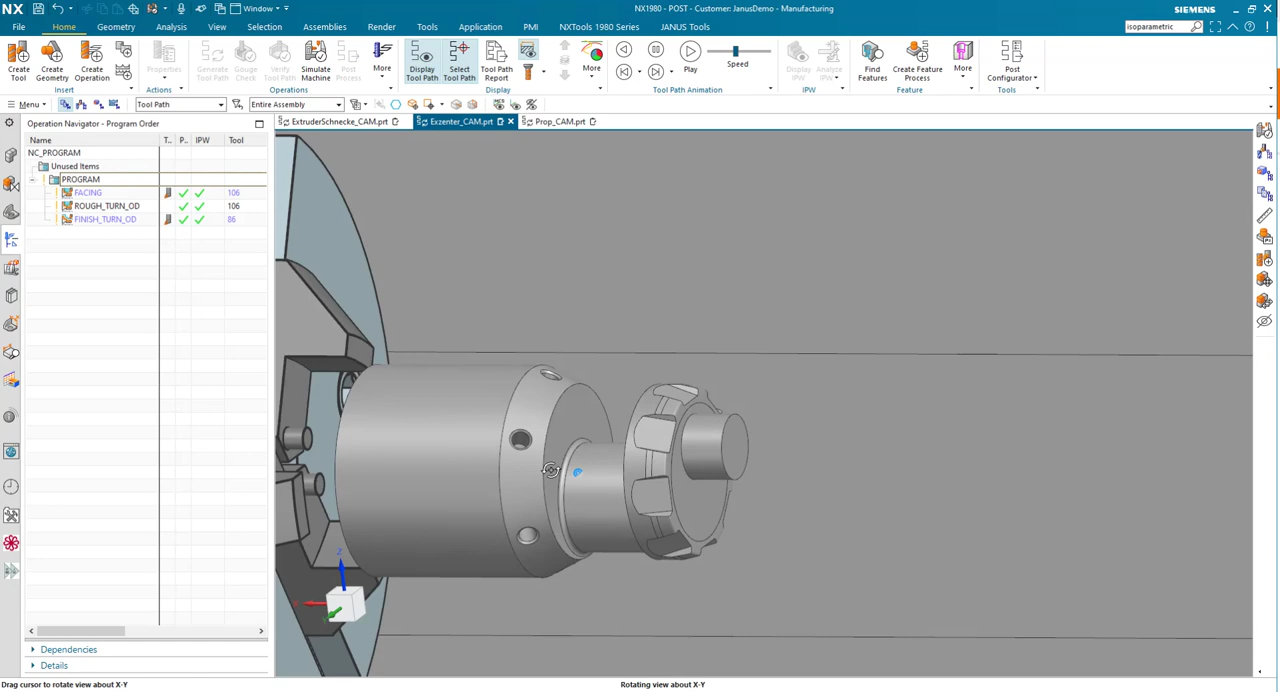 NX
Window
NX1980 - POST - Customer: JanusDemo - Manufacturing
SIEMENS
File Home Geometry Analysis View Selection Assemblies Render Tools Application PMI NXTools 1980 Series JANUS Tools
isoparametric
Create Tool
Create Geometry
Create Operation
Insert
Properties
Actions
Generate Tool Path
Gouge Check
Verify Tool Path
Simulate Machine
Post Process
More
Operations
Display Tool Path
Select Tool Path
Tool Path Report
More
Display
Play
Speed
Tool Path Animation
Display IPW
Analyze IPW
IPW
Find Features
Create Feature Process
More
Feature
Post Configurator
Tools
Menu
Tool Path
Entire Assembly
Operation Navigator - Program Order
ExtruderSchnecke_CAM.prt
Exzenter_CAM.prt
Prop_CAM.prt
Name T.. P.. IPW Tool
NC_PROGRAM
Unused Items
PROGRAM
FACING 106
ROUGH_TURN_OD 106
FINISH_TURN_OD 86
Z
Dependencies
Details
Drag cursor to rotate view about X-Y
Rotating view about X-Y